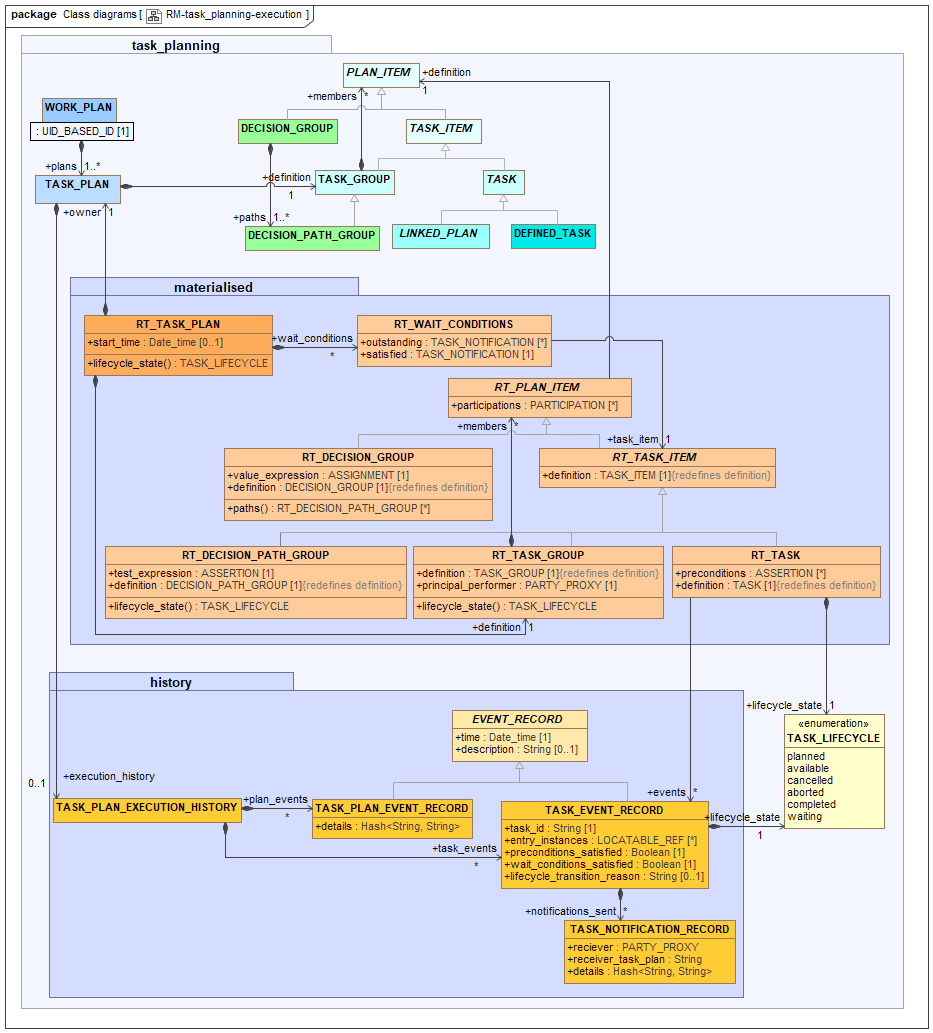 package Class diagrams [ RM-task_planning-execution ]
task_planning
PLAN_ITEM
+definition
1
+members
*
WORK_PLAN
: UID_BASED_ID [1]
DECISION_GROUP
TASK_ITEM
+plans
1..*
TASK_PLAN
+definition
1
TASK_GROUP
TASK
+owner
1
+paths
1..*
DECISION_PATH_GROUP
LINKED_PLAN
DEFINED_TASK
materialised
RT_TASK_PLAN
+start_time : Date_time [0..1]
+lifecycle_state() : TASK_LIFECYCLE
+wait_conditions
*
RT_WAIT_CONDITIONS
+outstanding : TASK_NOTIFICATION [*]
+satisfied : TASK_NOTIFICATION [1]
RT_PLAN_ITEM
+participations : PARTICIPATION [*]
+members
*
+task_item
1
RT_DECISION_GROUP
+value_expression : ASSIGNMENT [1]
+definition : DECISION_GROUP [1]{redefines definition}
+paths() : RT_DECISION_PATH_GROUP [*]
RT_TASK_ITEM
+definition : TASK_ITEM [1]{redefines definition}
RT_DECISION_PATH_GROUP
+test_expression : ASSERTION [1]
+definition : DECISION_PATH_GROUP [1]{redefines definition}
+lifecycle_state() : TASK_LIFECYCLE
RT_TASK_GROUP
+definition : TASK_GROUP [1]{redefines definition}
+principal_performer : PARTY_PROXY [1]
+lifecycle_state() : TASK_LIFECYCLE
RT_TASK
+preconditions : ASSERTION [*]
+definition : TASK [1]{redefines definition}
+definition
1
history
EVENT_RECORD
+time : Date_time [1]
+description : String [0..1]
+lifecycle_state
1
«enumeration»
TASK_LIFECYCLE
planned
available
cancelled
aborted
completed
waiting
0..1
+execution_history
TASK_PLAN_EXECUTION_HISTORY
+plan_events
*
TASK_PLAN_EVENT_RECORD
+details : Hash<String, String>
+events
*
TASK_EVENT_RECORD
+task_id : String [1]
+entry_instances : LOCATABLE_REF [*]
+preconditions_satisfied : Boolean [1]
+wait_conditions_satisfied : Boolean [1]
+lifecycle_transition_reason : String [0..1]
+lifecycle_state
1
+task_events
*
+notifications_sent
*
TASK_NOTIFICATION_RECORD
+reciever : PARTY_PROXY
+receiver_task_plan : String
+details : Hash<String, String>